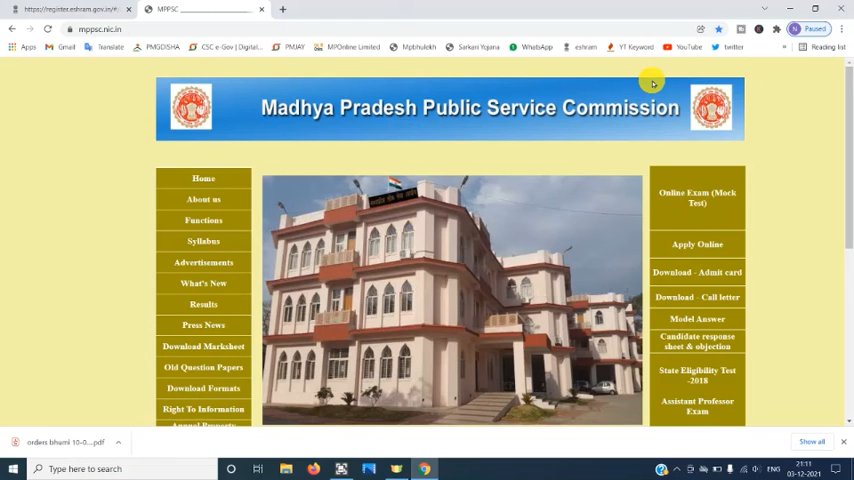 https://register.eshram.gov.in/#
MPPSC
mppsc.nic.in
Paused
Apps
Gmail
Translate
PMGDISHA
CSC e-Gov | Digital...
PMJAY
MPOnline Limited
Mpbhulekh
Sarkari Yojana
WhatsApp
eshram
YT Keyword
YouTube
twitter
Reading list
Madhya Pradesh Public Service Commission
Home
About us
Functions
Syllabus
Advertisements
What's New
Results
Press News
Download Marksheet
Old Question Papers
Download Formats
Right To Information
Annual Property
Online Exam (Mock
Test)
Apply Online
Download - Admit card
Download - Call letter
Model Answer
Candidate response
sheet & objection
State Eligibility Test
-2018
Assistant Professor
Exam
orders bhumi 10-0....pdf
Show all
Type here to search
ENG
21:11
03-12-2021